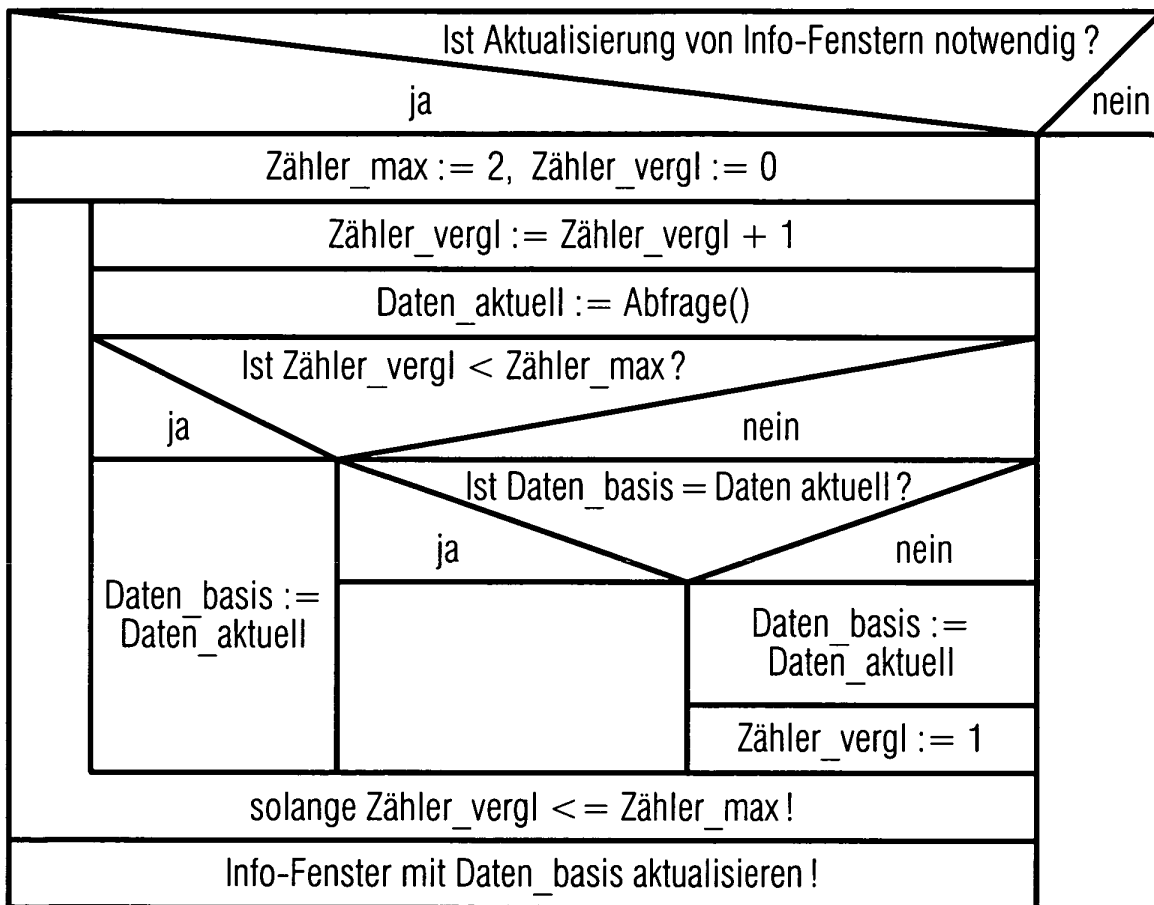 Ist Aktualisierung von Info-Fenstern notwendig ?
ja
nein
Zähler_max := 2, Zähler_vergl := 0
Zähler_vergl := Zähler_vergl + 1
Daten_aktuell := Abfrage()
Ist Zähler_vergl < Zähler_max ?
ja
nein
Ist Daten_basis = Daten aktuell ?
ja
nein
Daten_basis :=
Daten_aktuell
Daten_basis :=
Daten_aktuell
Zähler_vergl := 1
solange Zähler_vergl <= Zähler_max !
Info-Fenster mit Daten_basis aktualisieren !